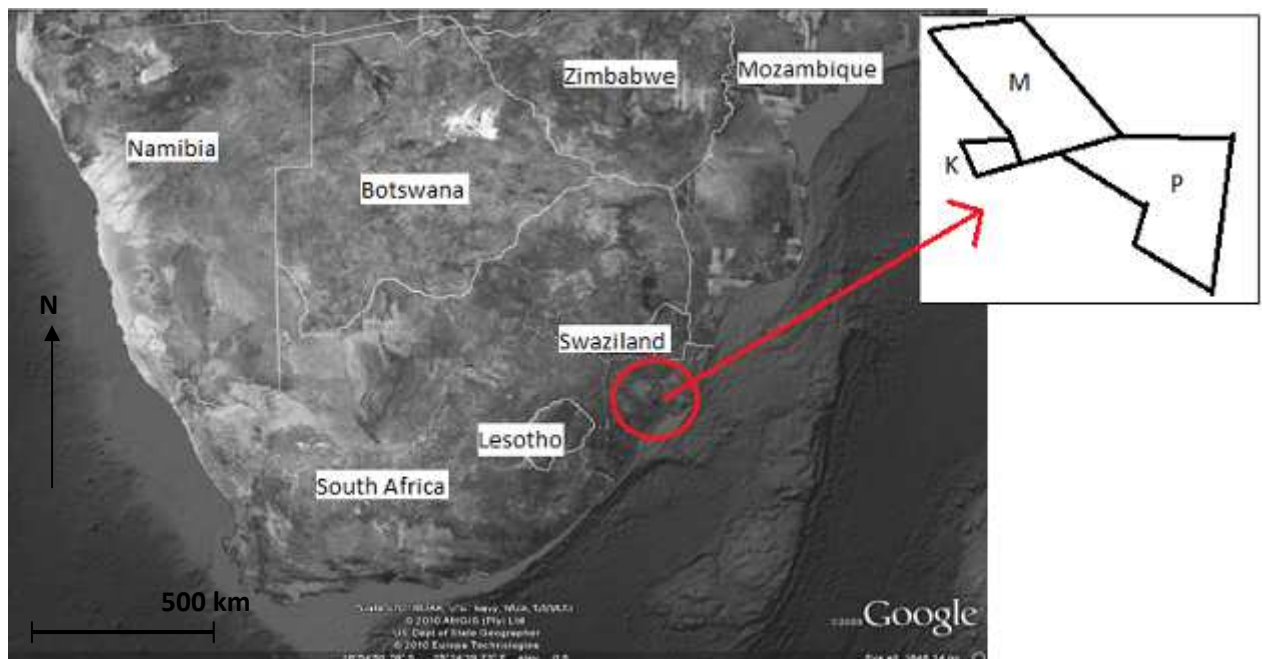 Zimbabwe
Mozambique
Namibia
Botswana
M
K
P
N
Swaziland
Lesotho
South Africa
500 km
© 2010 AfriGIS (Pty) Ltd
US Dept of State Geographer
© 2010 Europa Technologies
Google